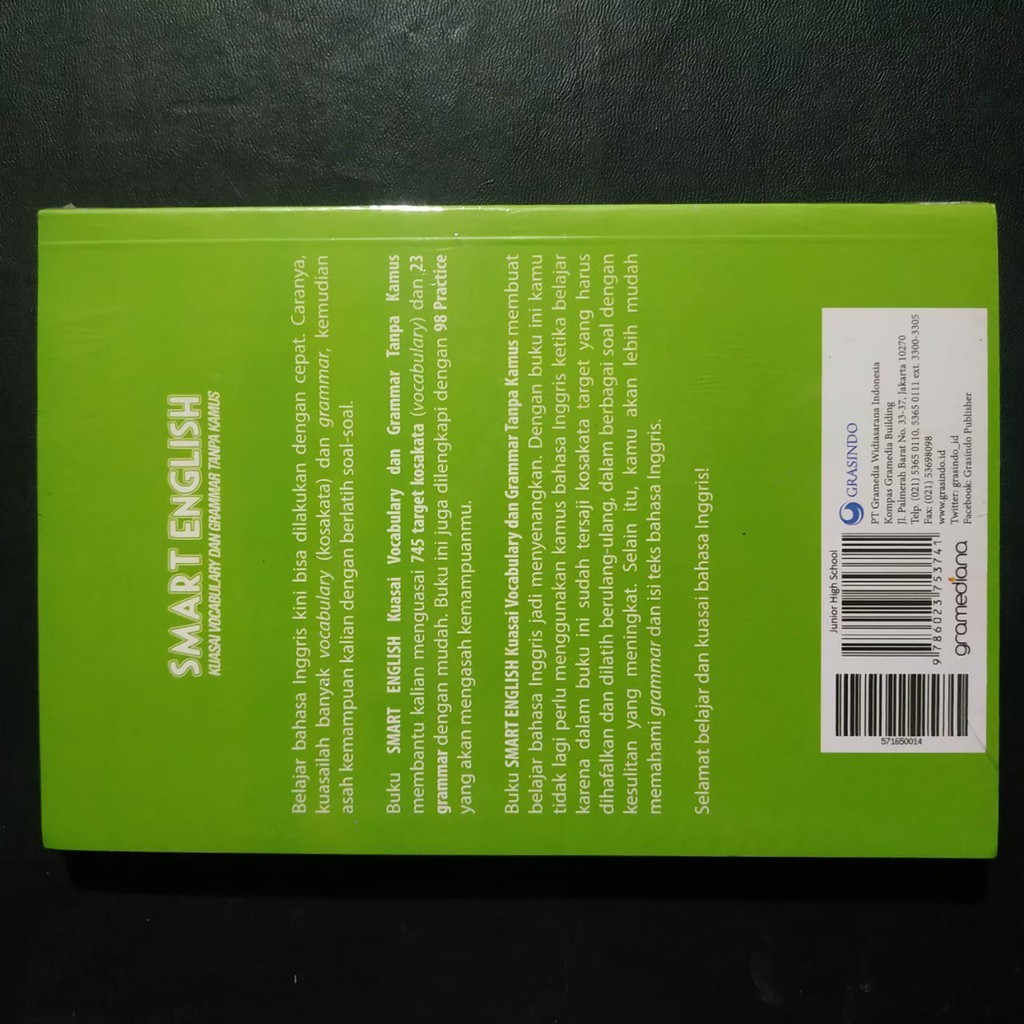 SMART ENGLISH
KUASAI VOCABULARY DAN GRAMMAR TANPA KAMUS
Belajar bahasa Inggris kini bisa dilakukan dengan cepat. Caranya,
kuasailah banyak vocabulary (kosakata) dan grammar, kemudian
asah kemampuan kalian dengan berlatih soal-soal.
Buku SMART ENGLISH Kuasai Vocabulary dan Grammar Tanpa Kamus
membantu kalian menguasai 745 target kosakata (vocabulary) dan 23
grammar dengan mudah. Buku ini juga dilengkapi dengan 98 Practice
yang akan mengasah kemampuanmu.
Buku SMART ENGLISH Kuasai Vocabulary dan Grammar Tanpa Kamus membuat
belajar bahasa Inggris jadi menyenangkan. Dengan buku ini kamu
tidak lagi perlu menggunakan kamus bahasa Inggris ketika belajar
karena dalam buku ini sudah tersaji kosakata target yang harus
dihafalkan dan dilatih berulang-ulang dalam berbagai soal dengan
kesulitan yang meningkat. Selain itu, kamu akan lebih mudah
memahami grammar dan isi teks bahasa Inggris.
Selamat belajar dan kuasai bahasa Inggris!
571650014
Junior High School
9 786023 753741
gramediana
GRASINDO
PT Gramedia Widiasarana Indonesia
Kompas Gramedia Building
Jl. Palmerah Barat No. 33-37, Jakarta 10270
Telp. (021) 5365 0110, 5365 0111 ext. 3300-3305
Fax: (021) 53698098
www.grasindo.id
Twitter: grasindo_id
Facebook: Grasindo Publisher